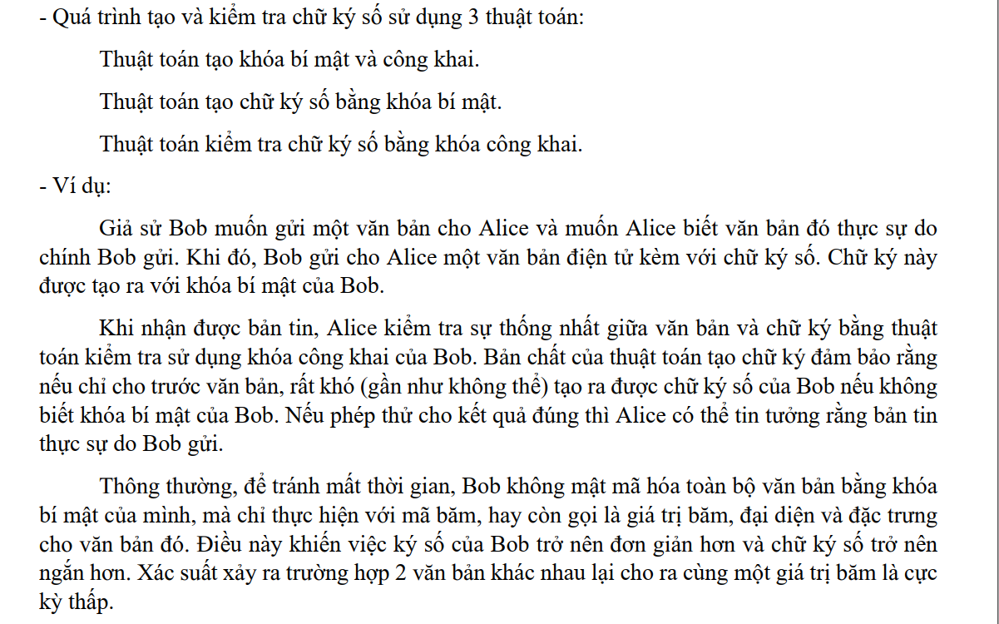 - Quá trình tạo và kiểm tra chữ ký số sử dụng 3 thuật toán:
Thuật toán tạo khóa bí mật và công khai.
Thuật toán tạo chữ ký số bằng khóa bí mật.
Thuật toán kiểm tra chữ ký số bằng khóa công khai.
- Ví dụ:
Giả sử Bob muốn gửi một văn bản cho Alice và muốn Alice biết văn bản đó thực sự do
chính Bob gửi. Khi đó, Bob gửi cho Alice một văn bản điện tử kèm với chữ ký số. Chữ ký này
được tạo ra với khóa bí mật của Bob.
Khi nhận được bản tin, Alice kiểm tra sự thống nhất giữa văn bản và chữ ký bằng thuật
toán kiểm tra sử dụng khóa công khai của Bob. Bản chất của thuật toán tạo chữ ký đảm bảo rằng
nếu chỉ cho trước văn bản, rất khó (gần như không thể) tạo ra được chữ ký số của Bob nếu không
biết khóa bí mật của Bob. Nếu phép thử cho kết quả đúng thì Alice có thể tin tưởng rằng bản tin
thực sự do Bob gửi.
Thông thường, để tránh mất thời gian, Bob không mật mã hóa toàn bộ văn bản bằng khóa
bí mật của mình, mà chỉ thực hiện với mã băm, hay còn gọi là giá trị băm, đại diện và đặc trưng
cho văn bản đó. Điều này khiến việc ký số của Bob trở nên đơn giản hơn và chữ ký số trở nên
ngắn hơn. Xác suất xảy ra trường hợp 2 văn bản khác nhau lại cho ra cùng một giá trị băm là cực
kỳ thấp.